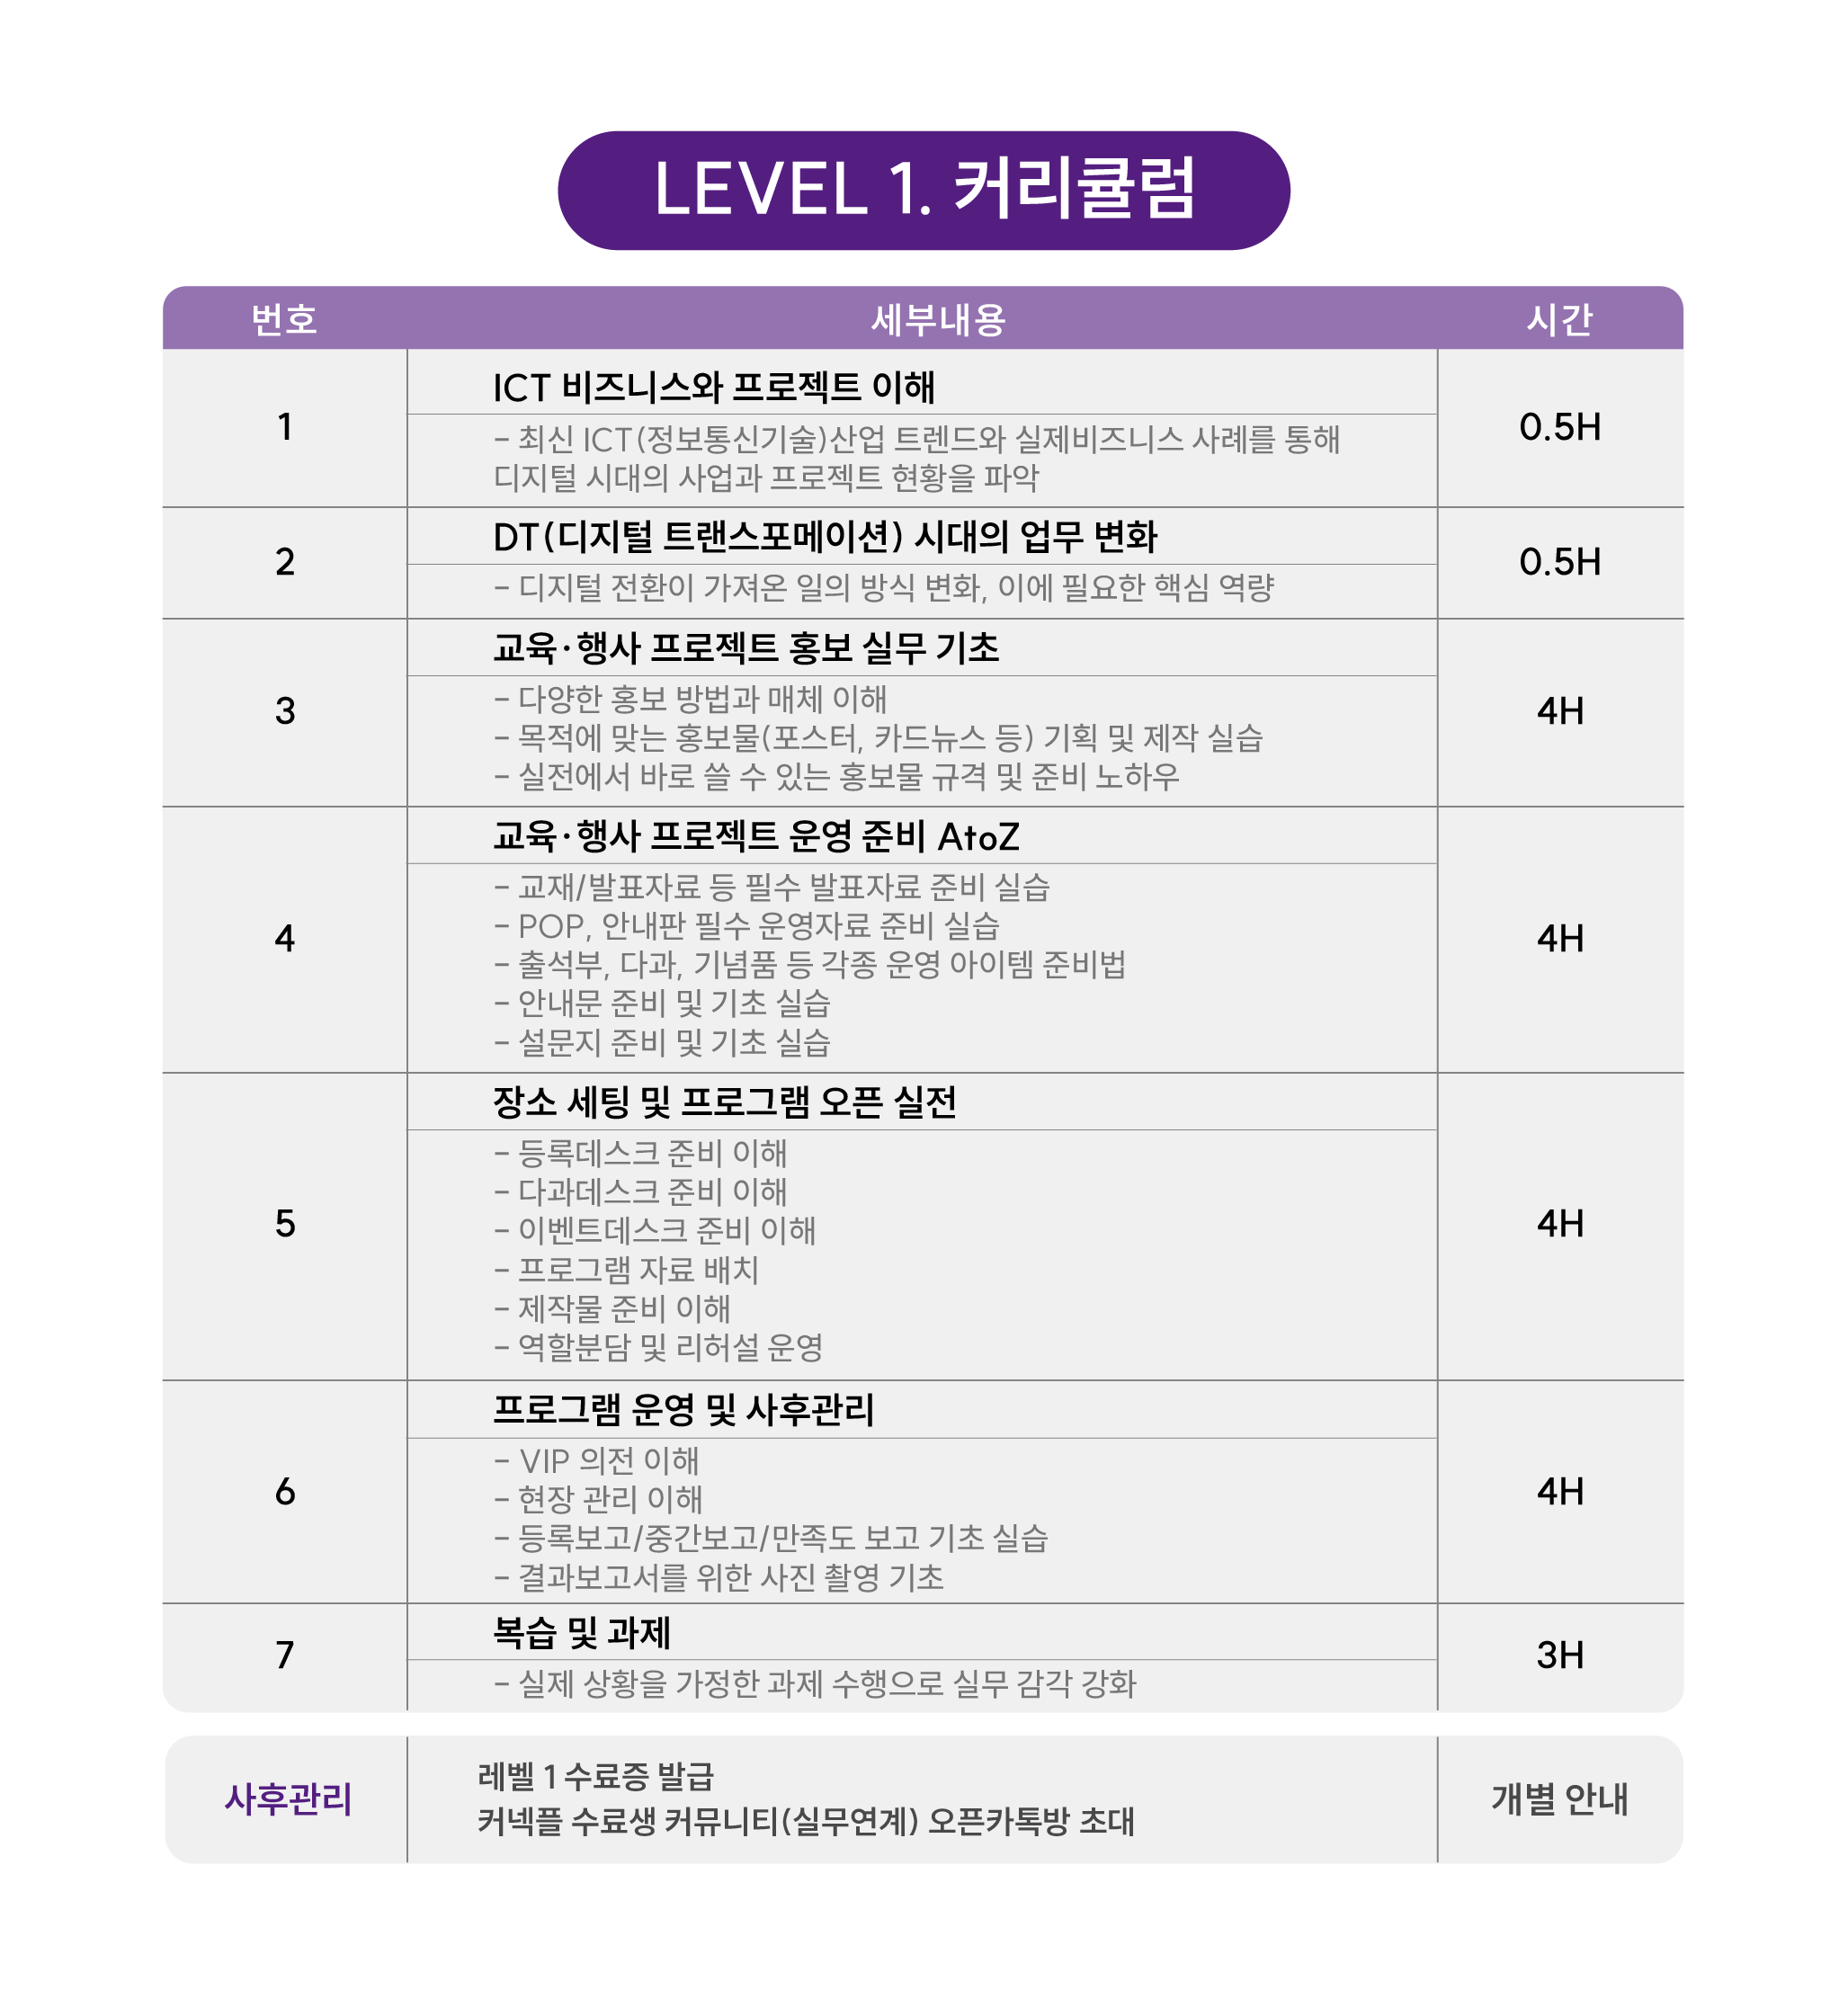 LEVEL 1. 커리큘럼
번호 세부내용 시간
ICT 비즈니스와 프로젝트 이해
1 0.5H
- 최신 ICT(정보통신기술)산업 트렌드와 실제비즈니스 사례를 통해
디지털 시대의 사업과 프로젝트 현황을 파악
DT(디지털 트랜스포메이션) 시대의 업무 변화
2 0.5H
- 디지털 전환이 가져온 일의 방식 변화, 이에 필요한 핵심 역량
교육·행사 프로젝트 홍보 실무 기초
3 4H
- 다양한 홍보 방법과 매체 이해
- 목적에 맞는 홍보물(포스터, 카드뉴스 등) 기획 및 제작 실습
- 실전에서 바로 쓸 수 있는 홍보물 규격 및 준비 노하우
교육·행사 프로젝트 운영 준비 AtoZ
4 4H
- 교재/발표자료 등 필수 발표자료 준비 실습
- POP, 안내판 필수 운영자료 준비 실습
- 출석부, 다과, 기념품 등 각종 운영 아이템 준비법
- 안내문 준비 및 기초 실습
- 설문지 준비 및 기초 실습
장소 세팅 및 프로그램 오픈 실전
5 4H
- 등록데스크 준비 이해
- 다과데스크 준비 이해
- 이벤트데스크 준비 이해
- 프로그램 자료 배치
- 제작물 준비 이해
- 역할분담 및 리허설 운영
프로그램 운영 및 사후관리
6 4H
- VIP 의전 이해
- 현장 관리 이해
- 등록보고/중간보고/만족도 보고 기초 실습
- 결과보고서를 위한 사진 촬영 기초
복습 및 과제
7 3H
- 실제 상황을 가정한 과제 수행으로 실무 감각 강화
사후관리
레벨 1 수료증 발급
커넥플 수료생 커뮤니티(실무연계) 오픈카톡방 초대
개별 안내